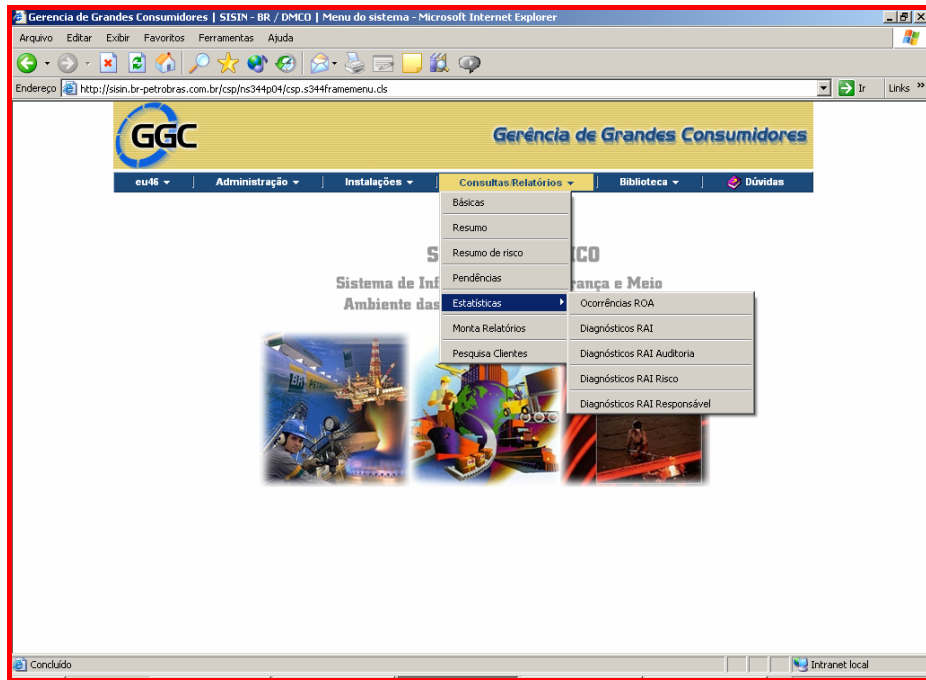 Gerencia de Grandes Consumidores | SISIN - BR / DMCO | Menu do sistema - Microsoft Internet Explorer
Arquivo Editar Exibir Favoritos Ferramentas Ajuda
Endereço http://sisin.br-petrobras.com.br/csp/ns344p04/csp.s344framemenu.cls Ir Links »
GGC Gerência de Grandes Consumidores
eu46 Administração Instalações Consultas/Relatórios Biblioteca Dúvidas
Básicas
Resumo
S CO
Resumo de risco
Sistema de Inf rança e Meio
Pendências
Ambiente das
Estatísticas Ocorrências ROA
Monta Relatórios Diagnósticos RAI
Pesquisa Clientes Diagnósticos RAI Auditoria
Diagnósticos RAI Risco
Diagnósticos RAI Responsável
BR PETROBR
Concluído Intranet local